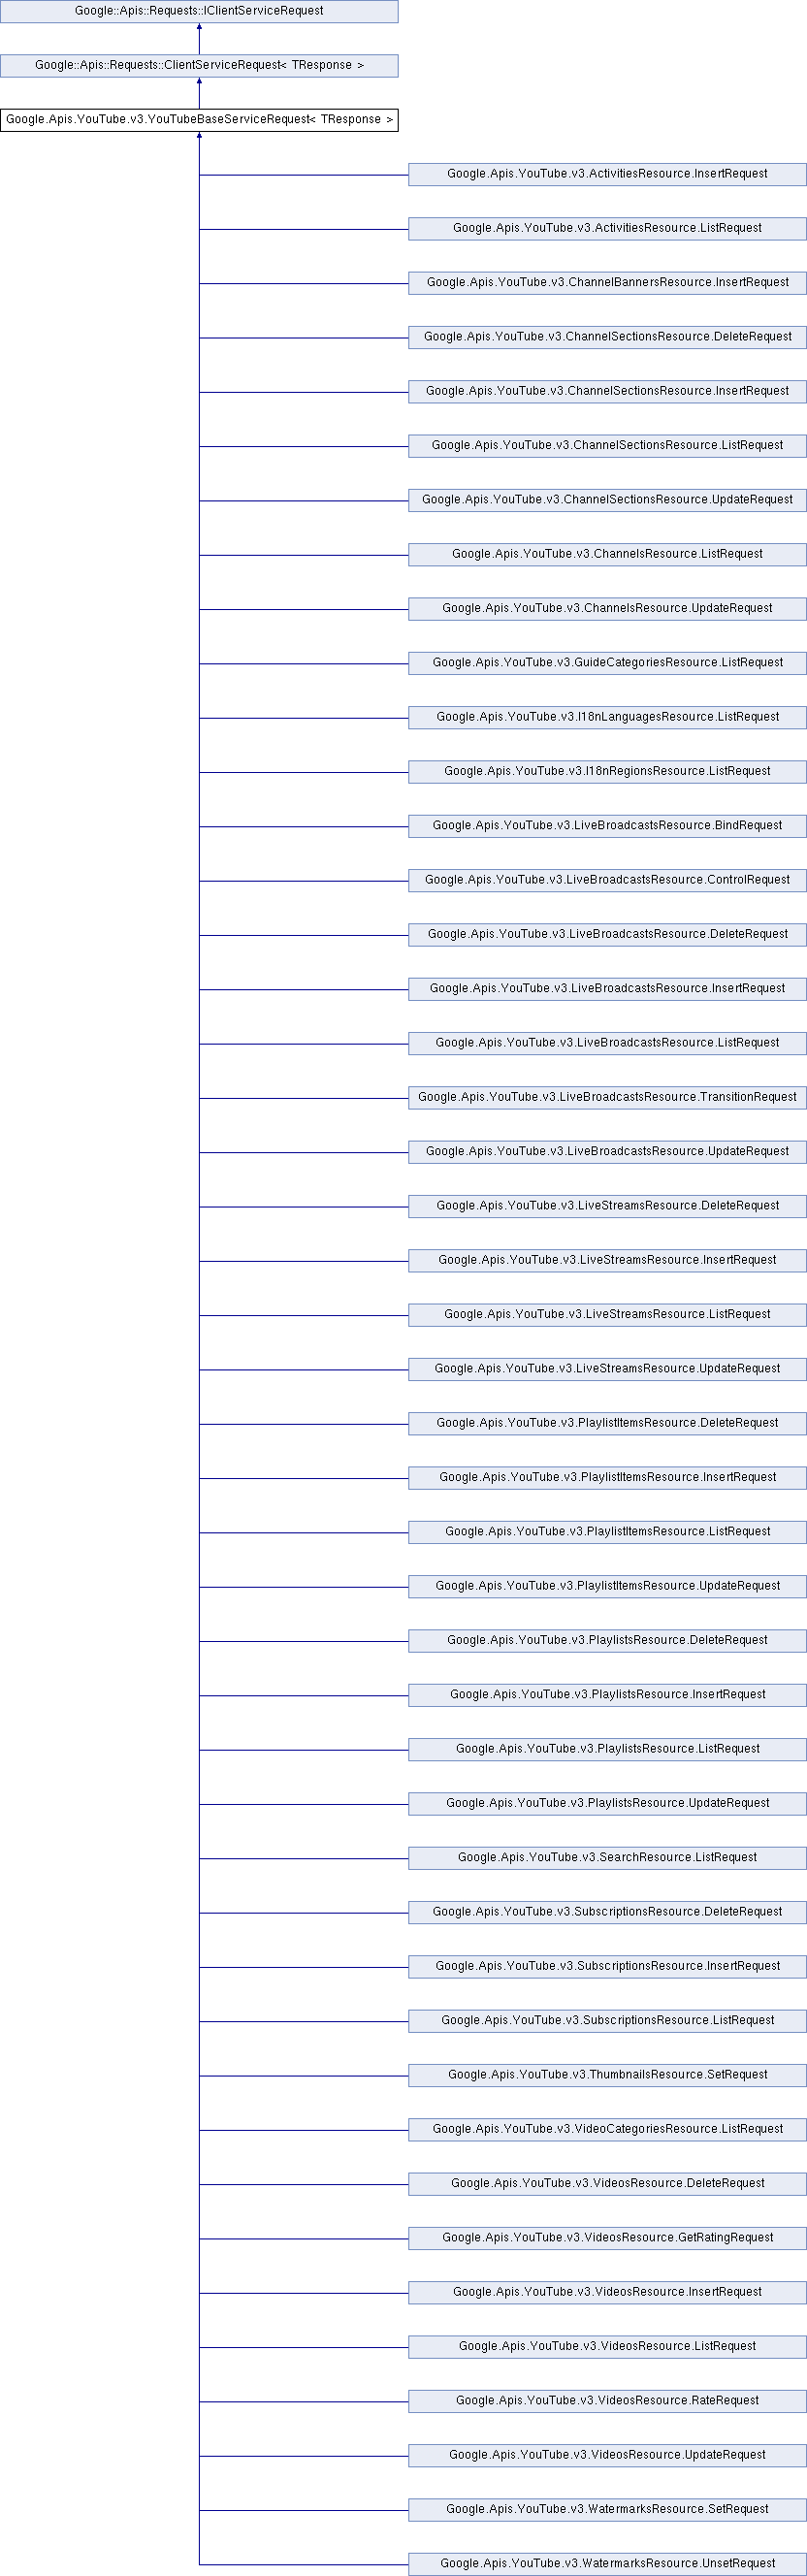 Google::Apis::Requests::IClientServiceRequest
Google::Apis::Requests::ClientServiceRequest< TResponse >
Google.Apis.YouTube.v3.YouTubeBaseServiceRequest< TResponse >
Google.Apis.YouTube.v3.ActivitiesResource.InsertRequest
Google.Apis.YouTube.v3.ActivitiesResource.ListRequest
Google.Apis.YouTube.v3.ChannelBannersResource.InsertRequest
Google.Apis.YouTube.v3.ChannelSectionsResource.DeleteRequest
Google.Apis.YouTube.v3.ChannelSectionsResource.InsertRequest
Google.Apis.YouTube.v3.ChannelSectionsResource.ListRequest
Google.Apis.YouTube.v3.ChannelSectionsResource.UpdateRequest
Google.Apis.YouTube.v3.ChannelsResource.ListRequest
Google.Apis.YouTube.v3.ChannelsResource.UpdateRequest
Google.Apis.YouTube.v3.GuideCategoriesResource.ListRequest
Google.Apis.YouTube.v3.I18nLanguagesResource.ListRequest
Google.Apis.YouTube.v3.I18nRegionsResource.ListRequest
Google.Apis.YouTube.v3.LiveBroadcastsResource.BindRequest
Google.Apis.YouTube.v3.LiveBroadcastsResource.ControlRequest
Google.Apis.YouTube.v3.LiveBroadcastsResource.DeleteRequest
Google.Apis.YouTube.v3.LiveBroadcastsResource.InsertRequest
Google.Apis.YouTube.v3.LiveBroadcastsResource.ListRequest
Google.Apis.YouTube.v3.LiveBroadcastsResource.TransitionRequest
Google.Apis.YouTube.v3.LiveBroadcastsResource.UpdateRequest
Google.Apis.YouTube.v3.LiveStreamsResource.DeleteRequest
Google.Apis.YouTube.v3.LiveStreamsResource.InsertRequest
Google.Apis.YouTube.v3.LiveStreamsResource.ListRequest
Google.Apis.YouTube.v3.LiveStreamsResource.UpdateRequest
Google.Apis.YouTube.v3.PlaylistItemsResource.DeleteRequest
Google.Apis.YouTube.v3.PlaylistItemsResource.InsertRequest
Google.Apis.YouTube.v3.PlaylistItemsResource.ListRequest
Google.Apis.YouTube.v3.PlaylistItemsResource.UpdateRequest
Google.Apis.YouTube.v3.PlaylistsResource.DeleteRequest
Google.Apis.YouTube.v3.PlaylistsResource.InsertRequest
Google.Apis.YouTube.v3.PlaylistsResource.ListRequest
Google.Apis.YouTube.v3.PlaylistsResource.UpdateRequest
Google.Apis.YouTube.v3.SearchResource.ListRequest
Google.Apis.YouTube.v3.SubscriptionsResource.DeleteRequest
Google.Apis.YouTube.v3.SubscriptionsResource.InsertRequest
Google.Apis.YouTube.v3.SubscriptionsResource.ListRequest
Google.Apis.YouTube.v3.ThumbnailsResource.SetRequest
Google.Apis.YouTube.v3.VideoCategoriesResource.ListRequest
Google.Apis.YouTube.v3.VideosResource.DeleteRequest
Google.Apis.YouTube.v3.VideosResource.GetRatingRequest
Google.Apis.YouTube.v3.VideosResource.InsertRequest
Google.Apis.YouTube.v3.VideosResource.ListRequest
Google.Apis.YouTube.v3.VideosResource.RateRequest
Google.Apis.YouTube.v3.VideosResource.UpdateRequest
Google.Apis.YouTube.v3.WatermarksResource.SetRequest
Google.Apis.YouTube.v3.WatermarksResource.UnsetRequest